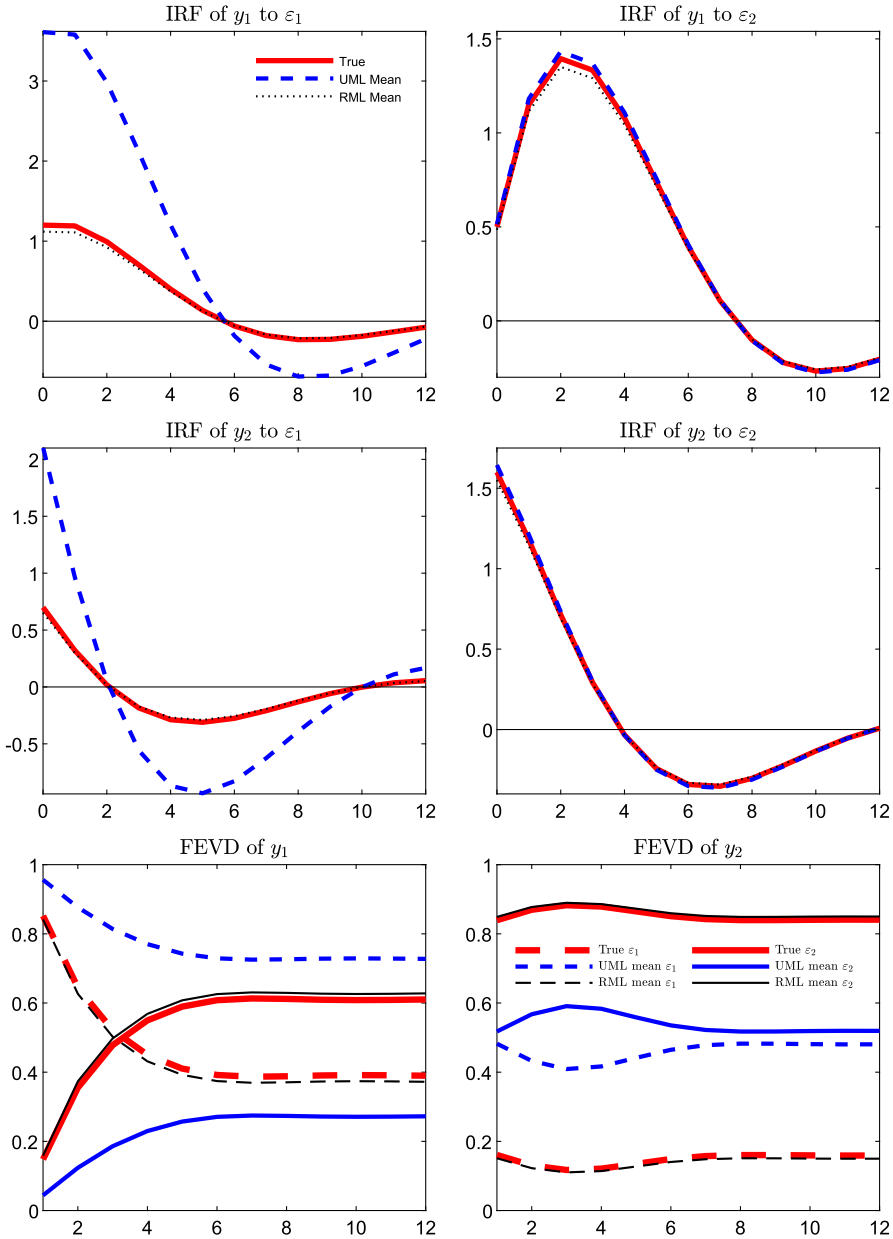 IRF of y₁ to ε₁
IRF of y₁ to ε₂
True
UML Mean
RML Mean
3
2
1
0
0 2 4 6 8 10 12
1.5
1
0.5
0
0 2 4 6 8 10 12
IRF of y₂ to ε₁
IRF of y₂ to ε₂
2
1.5
1
0.5
0
-0.5
0 2 4 6 8 10 12
1.5
1
0.5
0
0 2 4 6 8 10 12
FEVD of y₁
FEVD of y₂
1
0.8
0.6
0.4
0.2
0
2 4 6 8 10 12
1
0.8
0.6
0.4
0.2
0
True ε₁ True ε₂
UML mean ε₁ UML mean ε₂
RML mean ε₁ RML mean ε₂
2 4 6 8 10 12